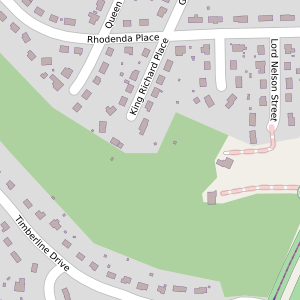 Queen
G
Rhodenda Place
King Richard Place
Lord Nelson Street
Timberline Drive